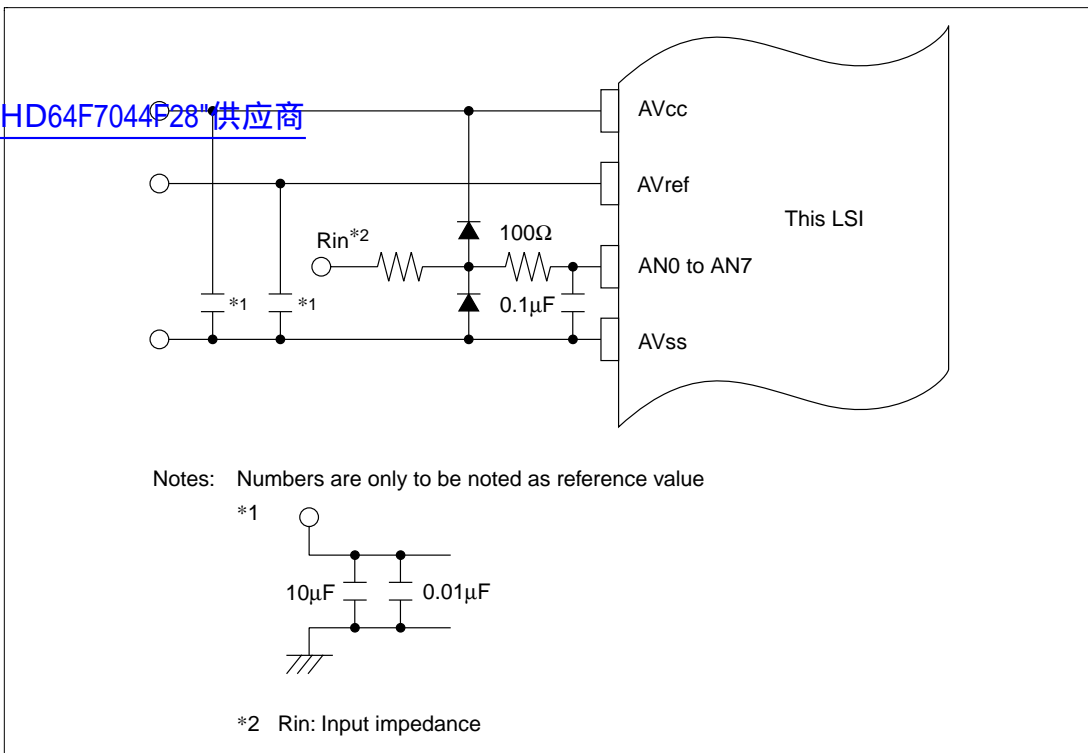 AVcc
HD64F7044F28"供应商
AVref
This LSI
Rin*2
100Ω
AN0 to AN7
*1
*1
0.1μF
AVss
Notes: Numbers are only to be noted as reference value
*1
10μF
0.01μF
*2 Rin: Input impedance